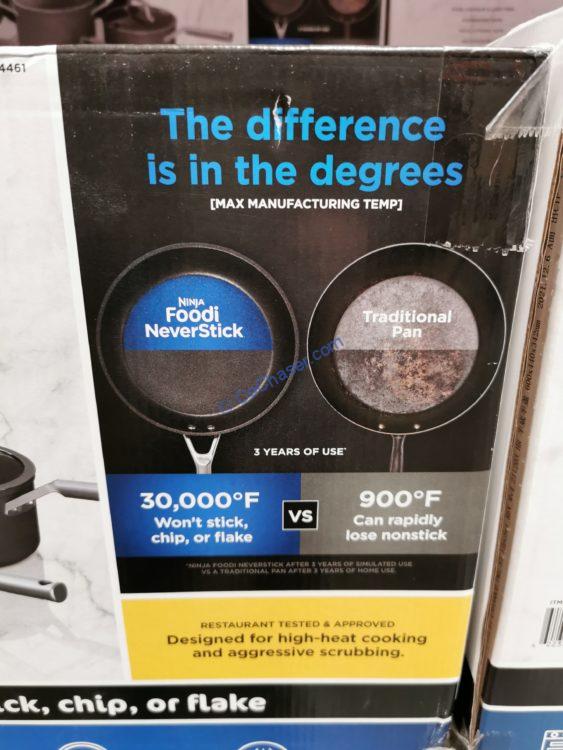 4461
The difference
is in the degrees
[MAX MANUFACTURING TEMP]
NINJA
Foodi
NeverStick
Traditional
Pan
CoChaser.com
3 YEARS OF USE*
30,000°F
Won't stick,
chip, or flake
VS
900°F
Can rapidly
lose nonstick
*NINJA FOODI NEVERSTICK AFTER 3 YEARS OF SIMULATED USE
VS A TRADITIONAL PAN AFTER 3 YEARS OF HOME USE.
RESTAURANT TESTED & APPROVED
Designed for high-heat cooking
and aggressive scrubbing.
ck, chip, or flake